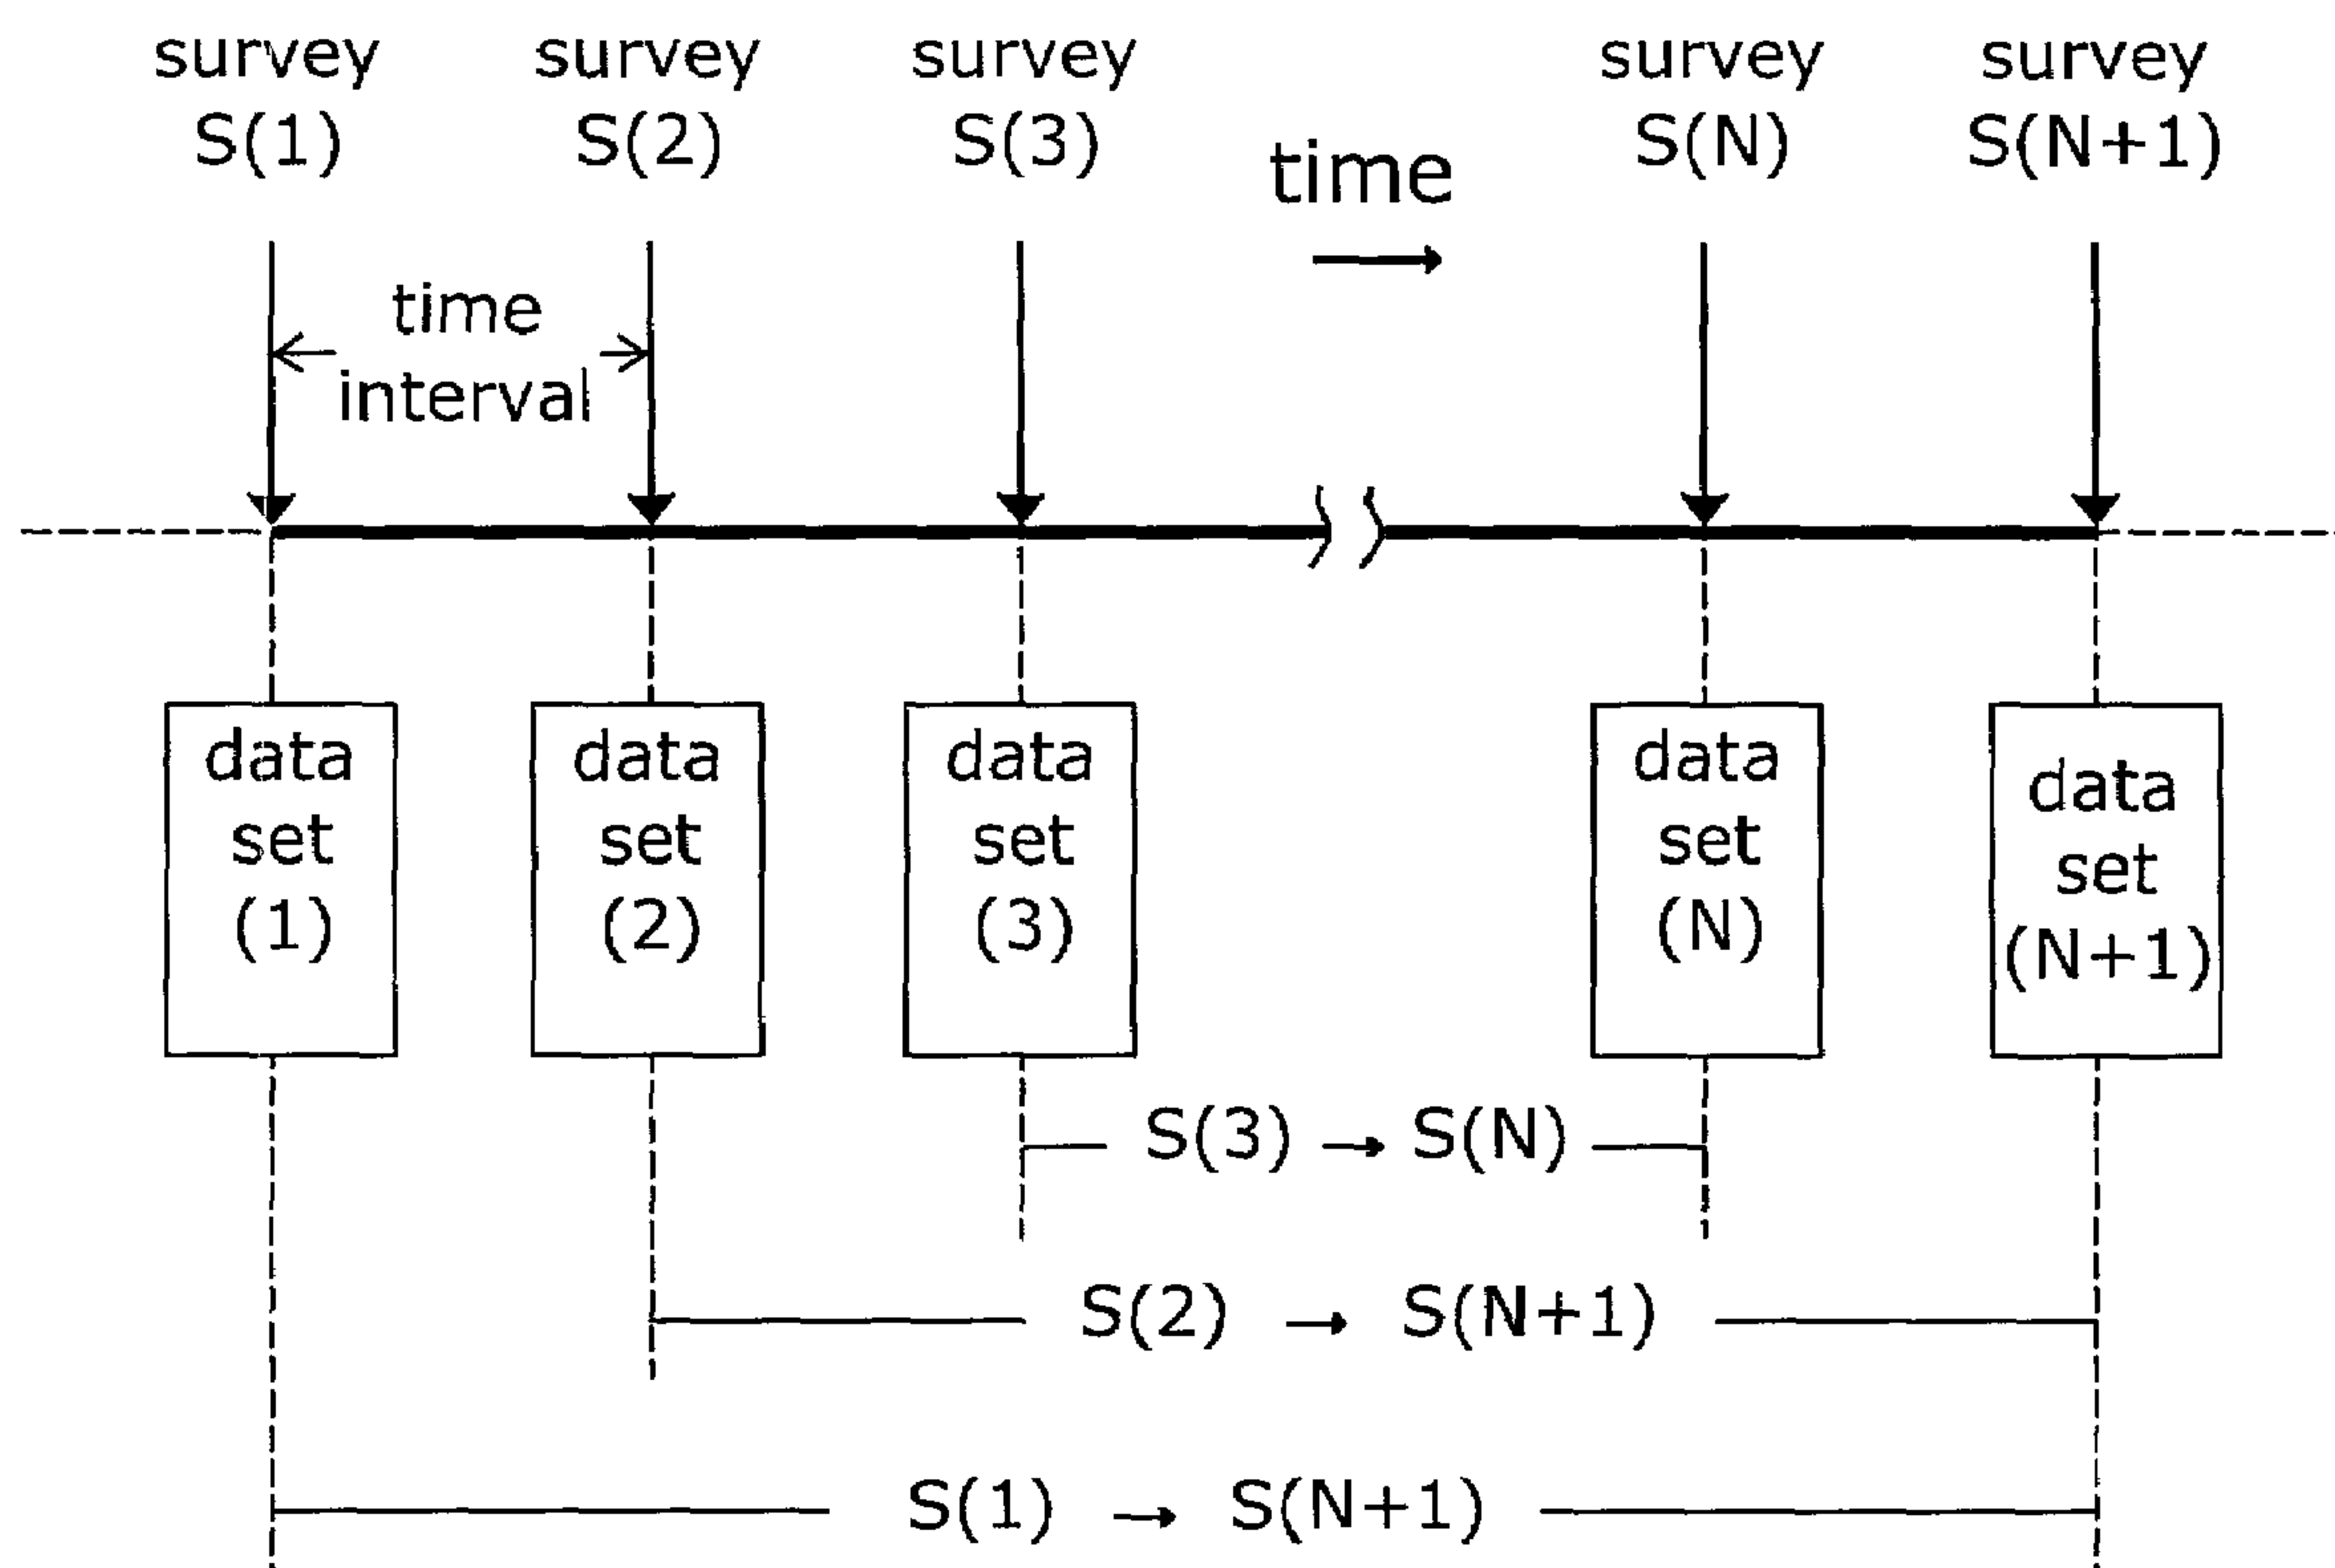 survey
S(1)
survey
S(2)
survey
S(3)
time
survey
S(N)
survey
S(N+1)
time
interval
data
set
(1)
data
set
(2)
data
set
(3)
data
set
(N)
data
set
(N+1)
S(3) → S(N)
S(2) → S(N+1)
S(1) → S(N+1)